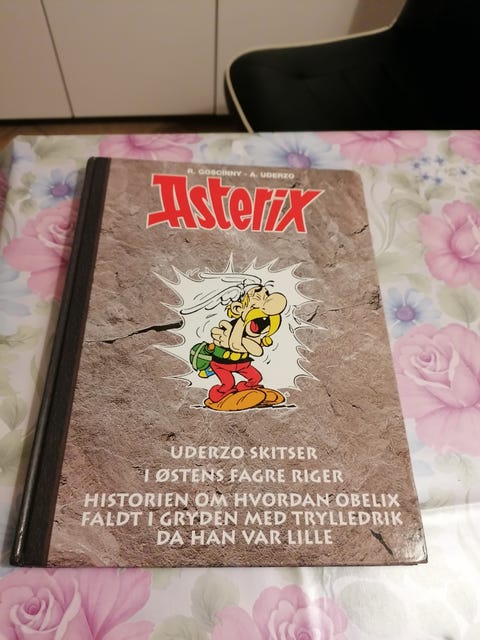 R. GOSCINNY - A. UDERZO
Asterix
UDERZO SKITSER
I ØSTENS FAGRE RIGER
HISTORIEN OM HVORDAN OBELIX
FALDT I GRYDEN MED TRYLLEDRIK
DA HAN VAR LILLE